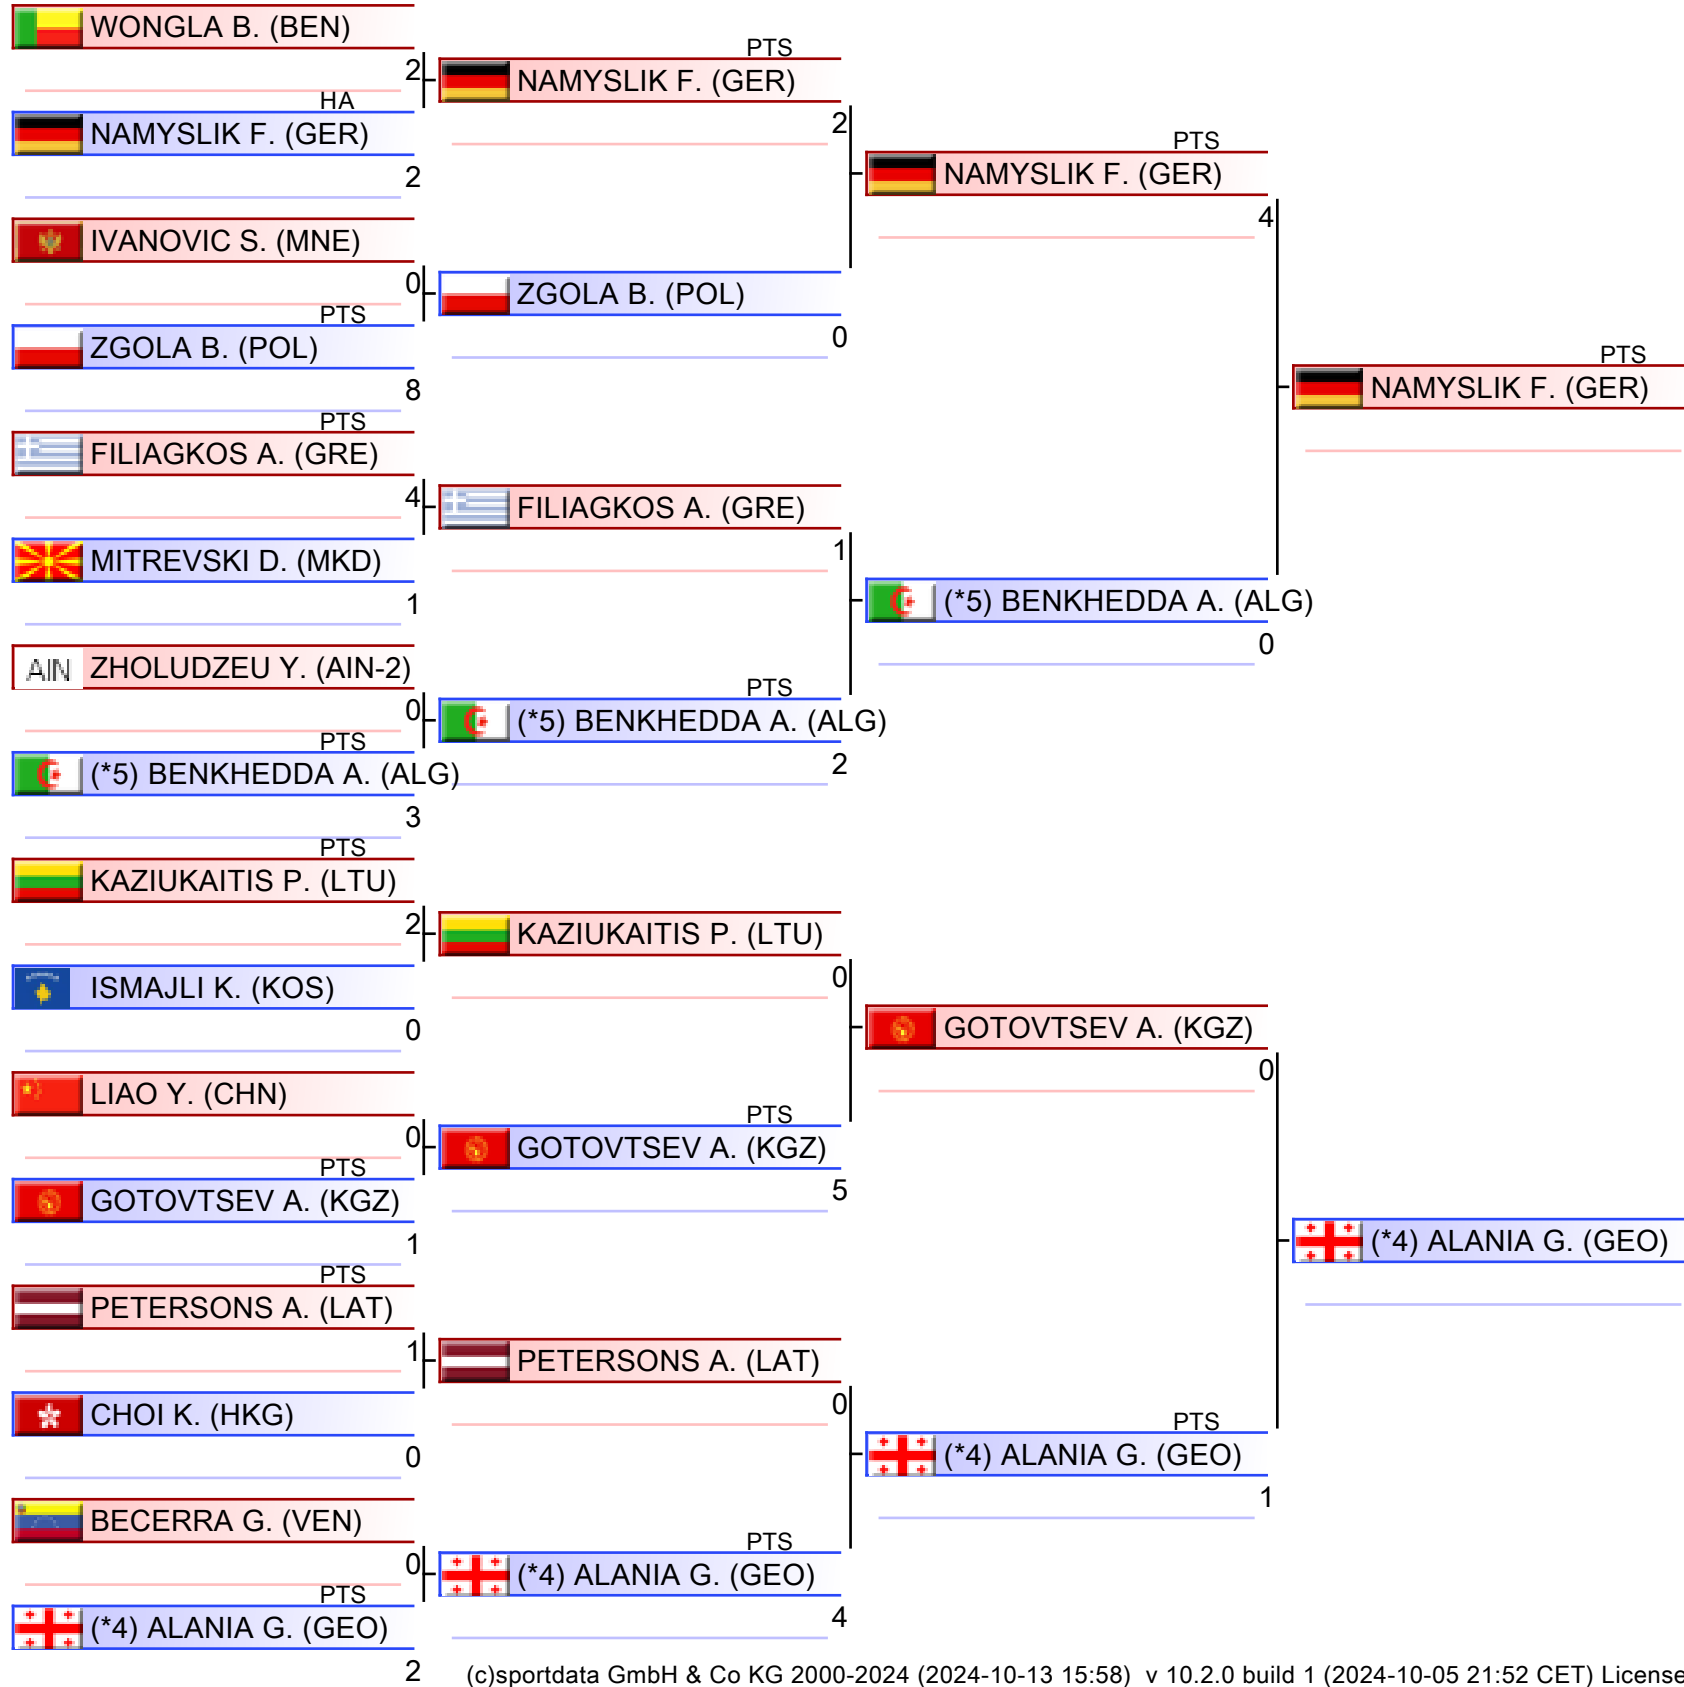 WONGLA B. (BEN)
2
HA
NAMYSLIK F. (GER)
2
IVANOVIC S. (MNE)
0
PTS
ZGOLA B. (POL)
8
PTS
FILIAGKOS A. (GRE)
4
MITREVSKI D. (MKD)
1
AIN ZHOLUDZEU Y. (AIN-2)
0
PTS
(*5) BENKHEDDA A. (ALG)
3
PTS
KAZIUKAITIS P. (LTU)
2
ISMAJLI K. (KOS)
0
LIAO Y. (CHN)
0
PTS
GOTOVTSEV A. (KGZ)
1
PTS
PETERSONS A. (LAT)
1
CHOI K. (HKG)
0
BECERRA G. (VEN)
0
PTS
(*4) ALANIA G. (GEO)
2
PTS
NAMYSLIK F. (GER)
2
ZGOLA B. (POL)
0
FILIAGKOS A. (GRE)
1
PTS
(*5) BENKHEDDA A. (ALG)
2
KAZIUKAITIS P. (LTU)
0
PTS
GOTOVTSEV A. (KGZ)
5
PETERSONS A. (LAT)
0
PTS
(*4) ALANIA G. (GEO)
4
PTS
NAMYSLIK F. (GER)
4
(*5) BENKHEDDA A. (ALG)
0
GOTOVTSEV A. (KGZ)
0
PTS
(*4) ALANIA G. (GEO)
1
PTS
NAMYSLIK F. (GER)
(*4) ALANIA G. (GEO)
(c)sportdata GmbH & Co KG 2000-2024 (2024-10-13 15:58) v 10.2.0 build 1 (2024-10-05 21:52 CET) License